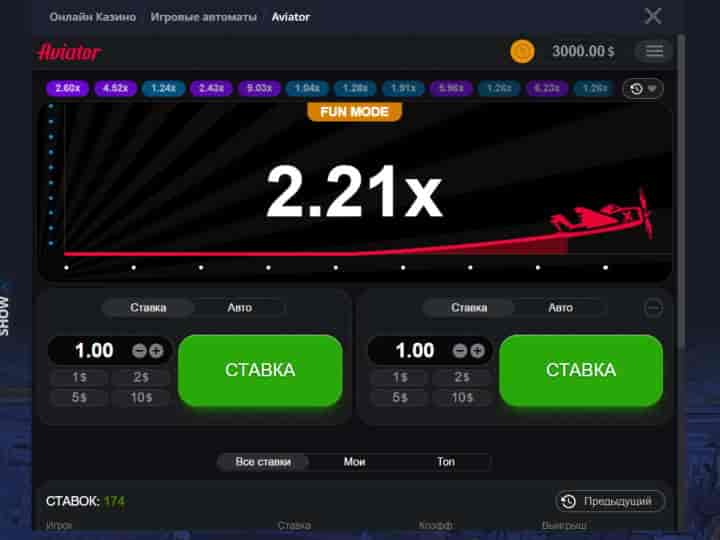 Онлайн Казино Игровые автоматы Aviator
Aviator 3000.00 $
2.60x 4.52x 1.24x 2.43x 9.03x 1.04x 1.28x 1.91x 5.96x 1.26x 6.23x 1.26x
FUN MODE
2.21x
SHOW
Ставка Авто Ставка Авто
1.00 СТАВКА 1.00 СТАВКА
1$ 2$ 1$ 2$
5$ 10$ 5$ 10$
Все ставки Мои Топ
СТАВОК: 174 Предыдущий
Игрок Ставка Коэфф. Выигрыш